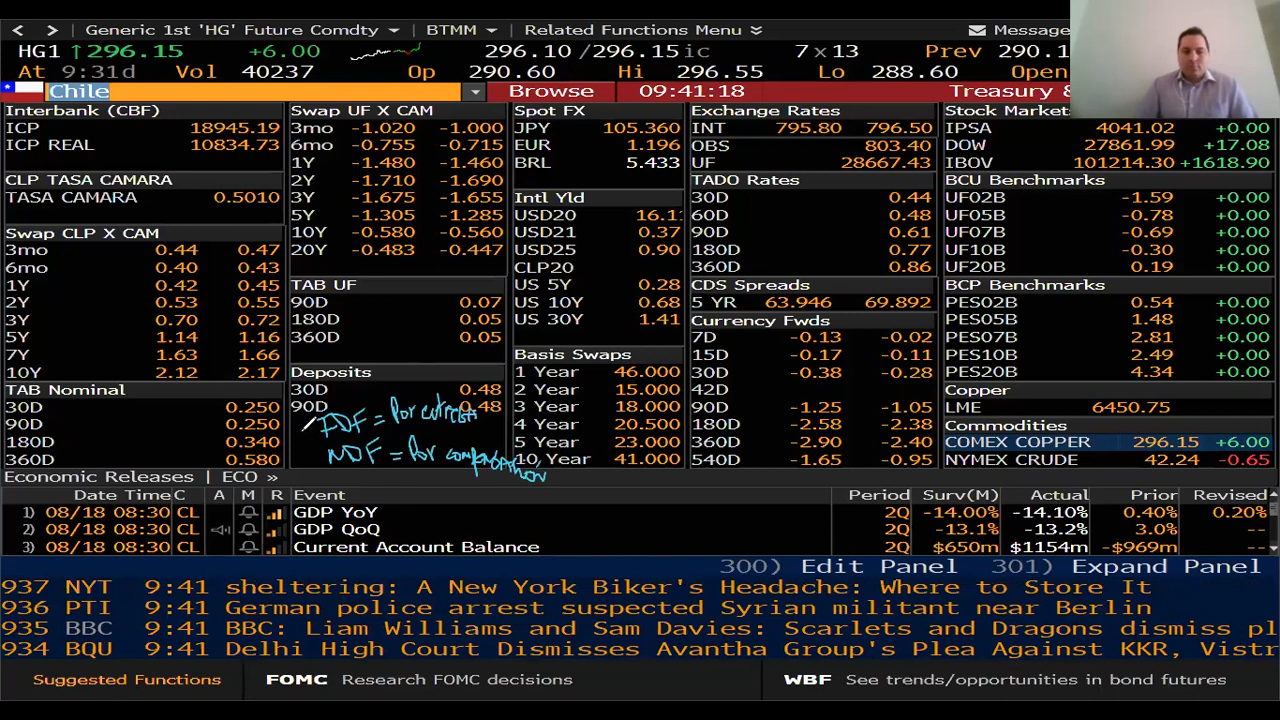 < > Generic 1st 'HG' Future Comdty BTMM Related Functions Menu Message
HG1 ↑296.15 +6.00 296.10 /296.15 ic 7 x 13 Prev 290.1
At 9:31 d Vol 40237 Op 290.60 Hi 296.55 Lo 288.60 Open
Chile Browse 09:41:18 Treasury &
Interbank (CBF)
ICP 18945.19
ICP REAL 10834.73
CLP TASA CAMARA
TASA CAMARA 0.5010
Swap CLP X CAM
3mo 0.44 0.47
6mo 0.40 0.43
1Y 0.42 0.45
2Y 0.53 0.55
3Y 0.70 0.72
5Y 1.14 1.16
7Y 1.63 1.66
10Y 2.12 2.17
TAB Nominal
30D 0.250
90D 0.250
180D 0.340
360D 0.580
Swap UF X CAM
3mo -1.020 -1.000
6mo -0.755 -0.715
1Y -1.480 -1.460
2Y -1.710 -1.690
3Y -1.675 -1.655
5Y -1.305 -1.285
10Y -0.580 -0.560
20Y -0.483 -0.447
TAB UF
90D 0.07
180D 0.05
360D 0.05
Deposits
30D 0.48
90D 0.48
= Por
NDF = Por compensación
Spot FX
JPY 105.360
EUR 1.196
BRL 5.433
Intl Yld
USD20 16.11
USD21 0.37
USD25 0.90
CLP20
US 5Y 0.28
US 10Y 0.68
US 30Y 1.41
Basis Swaps
1 Year 46.000
2 Year 15.000
3 Year 18.000
4 Year 20.500
5 Year 23.000
10 Year 41.000
Exchange Rates
INT 795.80 796.50
OBS 803.40
UF 28667.43
TADO Rates
30D 0.44
60D 0.48
90D 0.61
180D 0.77
360D 0.86
CDS Spreads
5 YR 63.946 69.892
Currency Fwds
7D -0.13 -0.02
15D -0.17 -0.11
30D -0.38 -0.28
42D
90D -1.25 -1.05
180D -2.58 -2.38
360D -2.90 -2.40
540D -1.65 -0.95
Stock Market
IPSA 4041.02 +0.00
DOW 27861.99 +17.08
IBOV 101214.30 +1618.90
BCU Benchmarks
UF02B -1.59 +0.00
UF05B -0.78 +0.00
UF07B -0.69 +0.00
UF10B -0.30 +0.00
UF20B 0.19 +0.00
BCP Benchmarks
PES02B 0.54 +0.00
PES05B 1.48 +0.00
PES07B 2.81 +0.00
PES10B 2.49 +0.00
PES20B 4.34 +0.00
Copper
LME 6450.75
Commodities
COMEX COPPER 296.15 +6.00
NYMEX CRUDE 42.24 -0.65
Economic Releases | ECO »
Date Time C A M R Event Period Surv(M) Actual Prior Revised
1) 08/18 08:30 CL GDP YoY 2Q -14.00% -14.10% 0.40% 0.20%
2) 08/18 08:30 CL GDP QoQ 2Q -13.1% -13.2% 3.0% --
3) 08/18 08:30 CL Current Account Balance 2Q $650m $1154m -$969m --
300) Edit Panel 301) Expand Panel
937 NYT 9:41 sheltering: A New York Biker's Headache: Where to Store It
936 PTI 9:41 German police arrest suspected Syrian militant near Berlin
935 BBC 9:41 BBC: Liam Williams and Sam Davies: Scarlets and Dragons dismiss pl
934 BQU 9:41 Delhi High Court Dismisses Avantha Group's Plea Against KKR, Vistr
Suggested Functions FOMC Research FOMC decisions WBF See trends/opportunities in bond futures